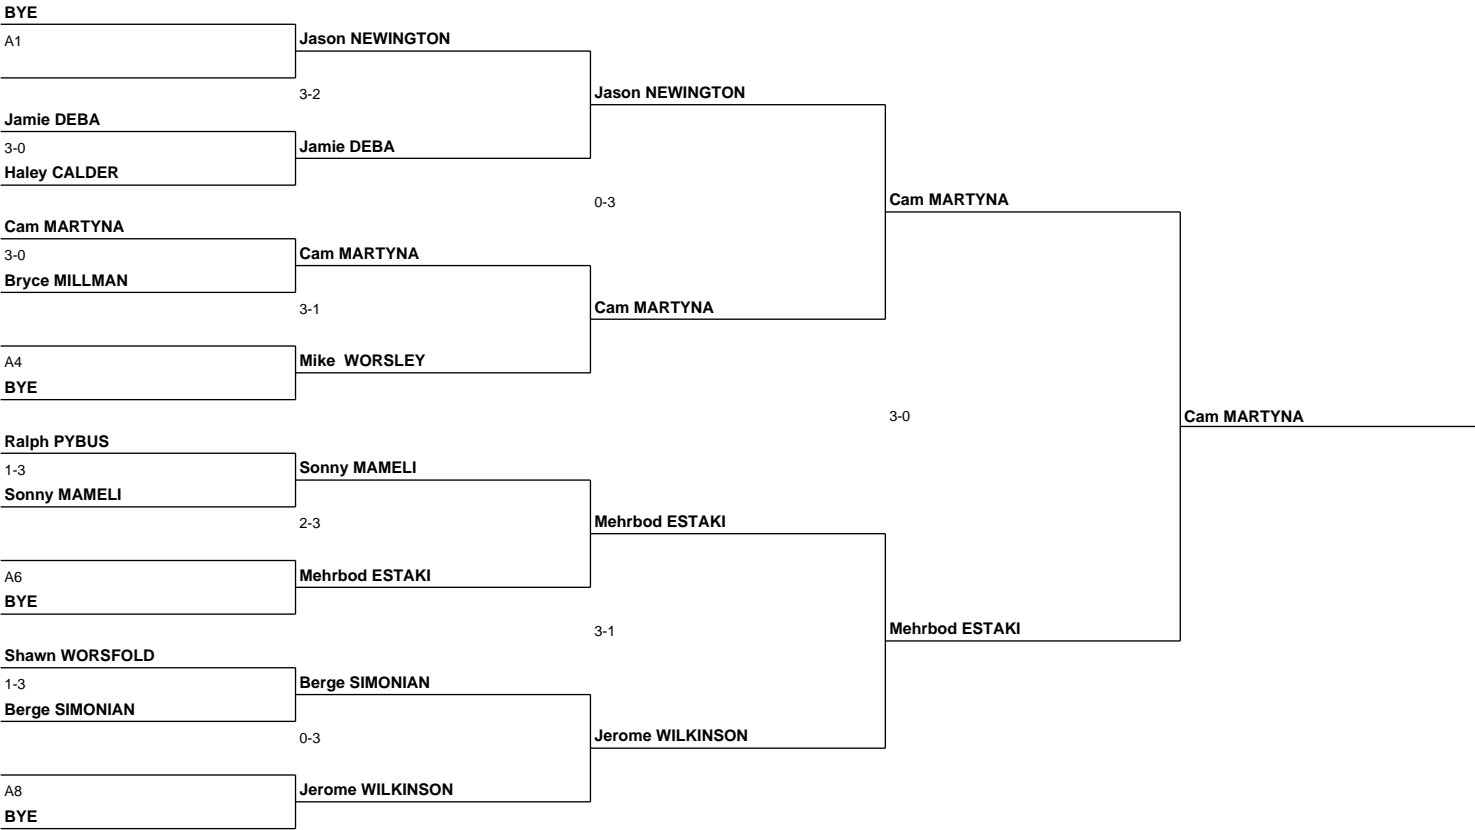 BYE
A1
Jamie DEBA
3-0
Haley CALDER
Cam MARTYNA
3-0
Bryce MILLMAN
A4
BYE
Ralph PYBUS
1-3
Sonny MAMELI
A6
BYE
Shawn WORSFOLD
1-3
Berge SIMONIAN
A8
BYE
Jason NEWINGTON
3-2
Jamie DEBA
Cam MARTYNA
3-1
Mike  WORSLEY
Sonny MAMELI
2-3
Mehrbod ESTAKI
Berge SIMONIAN
0-3
Jerome WILKINSON
Jason NEWINGTON
0-3
Cam MARTYNA
Mehrbod ESTAKI
3-1
Jerome WILKINSON
Cam MARTYNA
3-0
Mehrbod ESTAKI
Cam MARTYNA